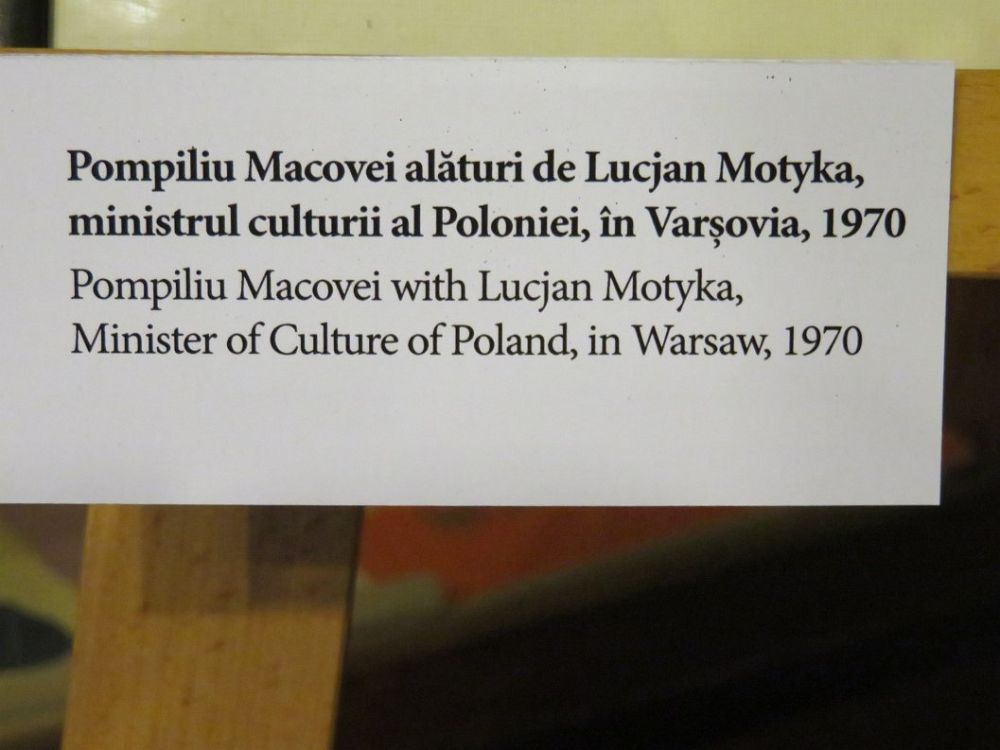 Pompiliu Macovei alături de Lucjan Motyka,
ministrul culturii al Poloniei, în Varșovia, 1970
Pompiliu Macovei with Lucjan Motyka,
Minister of Culture of Poland, in Warsaw, 1970